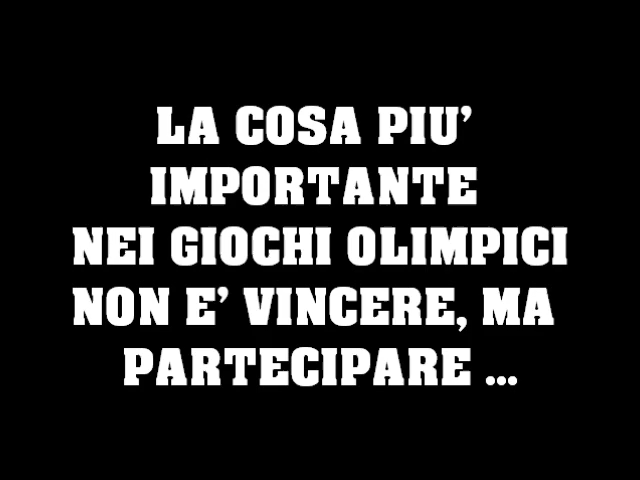 LA COSA PIU'
IMPORTANTE
NEI GIOCHI OLIMPICI
NON E' VINCERE, MA
PARTECIPARE ...